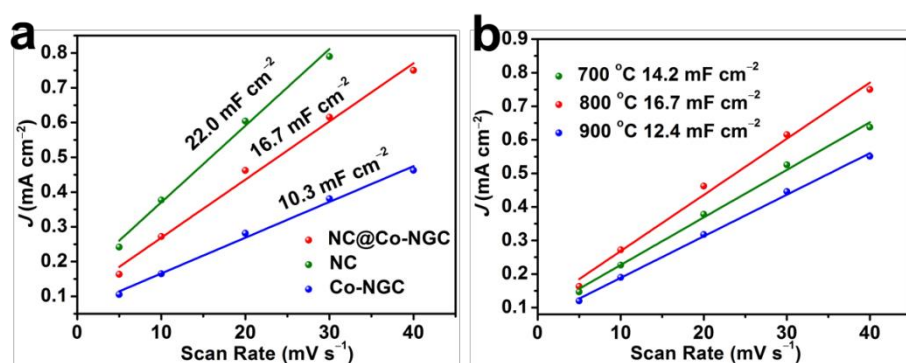 a
J (mA cm⁻²)
0.8
0.7
0.6
0.5
0.4
0.3
0.2
0.1
22.0 mF cm⁻²
16.7 mF cm⁻²
10.3 mF cm⁻²
NC@Co-NGC
NC
Co-NGC
0 10 20 30 40
Scan Rate (mV s⁻¹)
b
J (mA cm⁻²)
0.9
0.8
0.7
0.6
0.5
0.4
0.3
0.2
0.1
700 °C 14.2 mF cm⁻²
800 °C 16.7 mF cm⁻²
900 °C 12.4 mF cm⁻²
0 10 20 30 40
Scan Rate (mV s⁻¹)